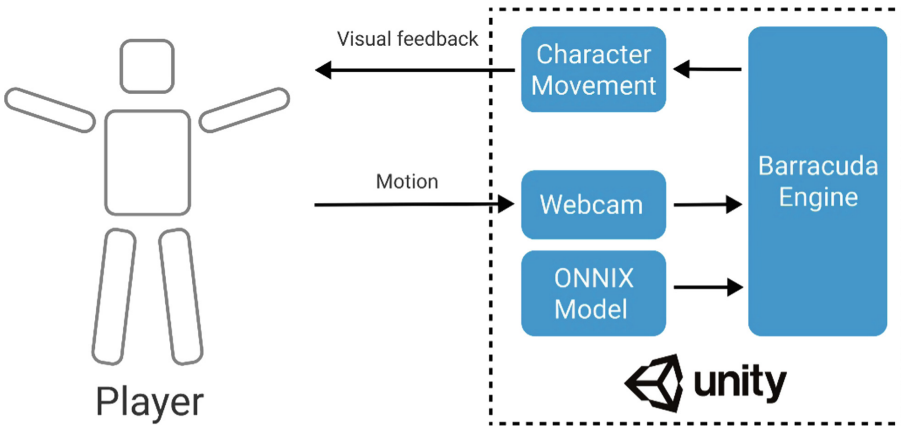 Visual feedback
Character
Movement
Motion
Webcam
Barracuda
Engine
ONNIX
Model
Player
unity